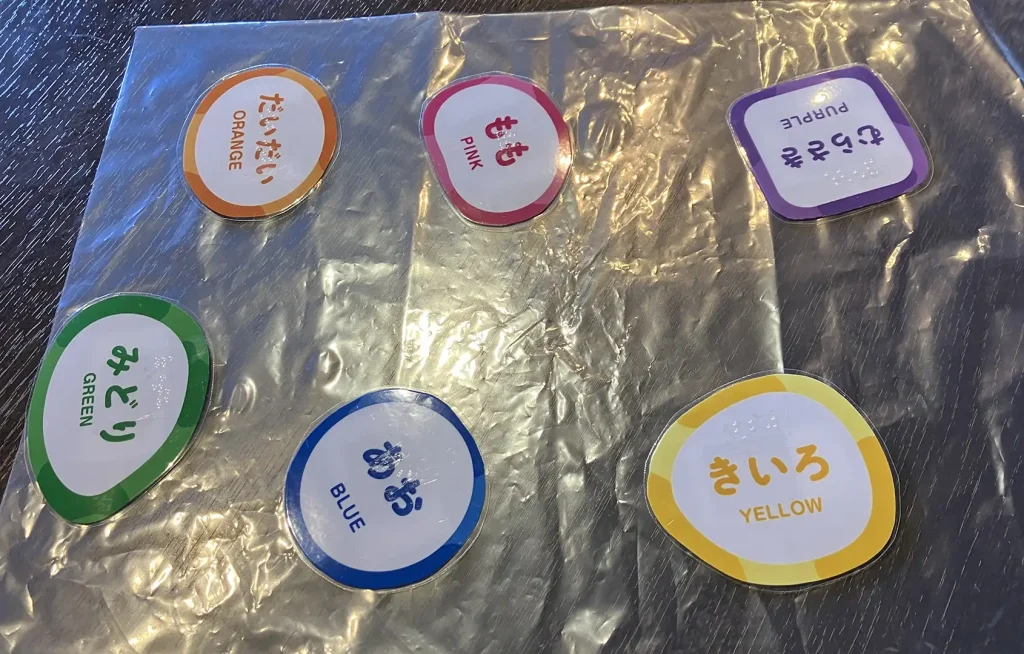 だいだい
ORANGE
もも
PINK
むらさき
PURPLE
みどり
GREEN
あお
BLUE
きいろ
YELLOW